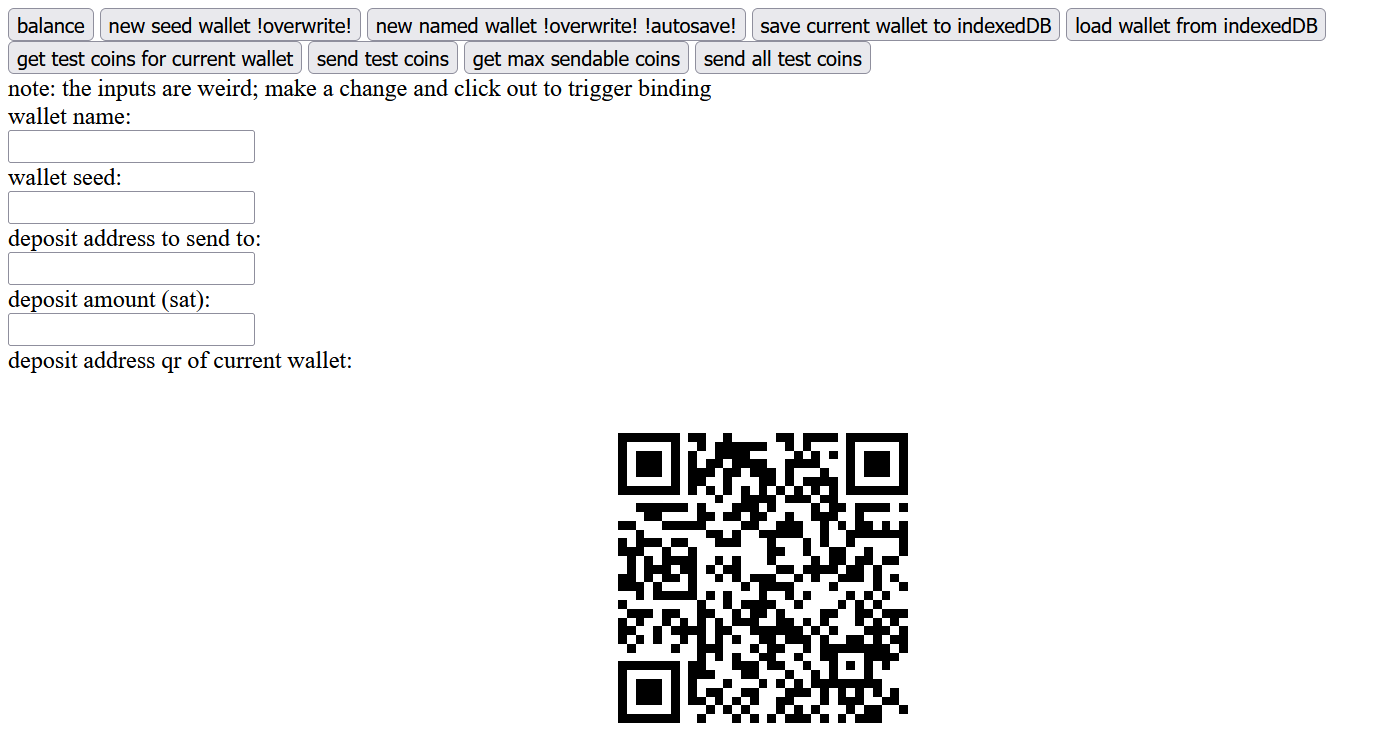 balance new seed wallet !overwrite! new named wallet !overwrite! !autosave! save current wallet to indexedDB load wallet from indexedDB
get test coins for current wallet send test coins get max sendable coins send all test coins
note: the inputs are weird; make a change and click out to trigger binding
wallet name:
wallet seed:
deposit address to send to:
deposit amount (sat):
deposit address qr of current wallet: